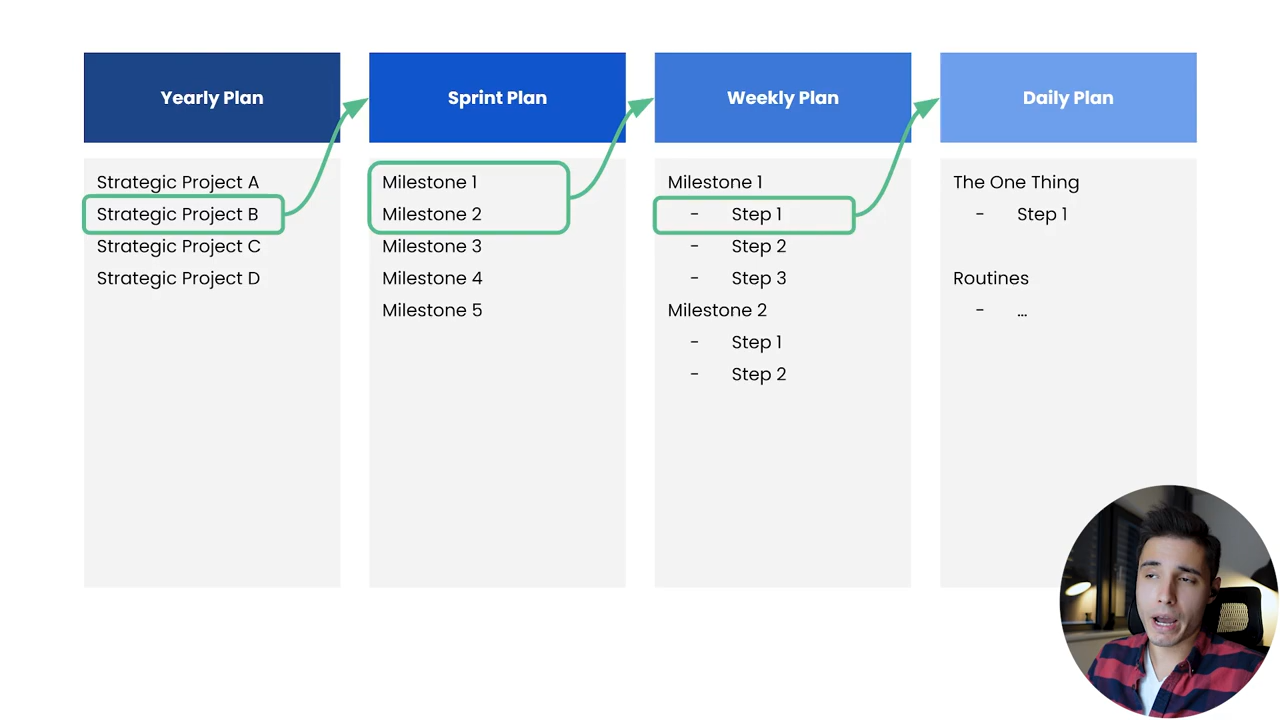 Yearly Plan
Strategic Project A
Strategic Project B
Strategic Project C
Strategic Project D
Sprint Plan
Milestone 1
Milestone 2
Milestone 3
Milestone 4
Milestone 5
Weekly Plan
Milestone 1
- Step 1
- Step 2
- Step 3
Milestone 2
- Step 1
- Step 2
Daily Plan
The One Thing
- Step 1
Routines
- ...